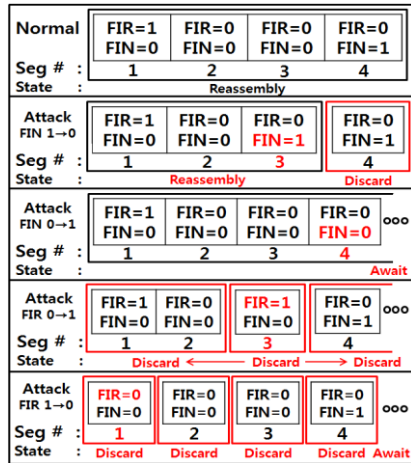 Normal FIR=1 FIR=0 FIR=0 FIR=0
FIN=0 FIN=0 FIN=0 FIN=1
Seg # : 1 2 3 4
State : Reassembly
Attack FIR=1 FIR=0 FIR=0 FIR=0
FIN 1→0 FIN=0 FIN=0 FIN=1 FIN=1
Seg # : 1 2 3 4
State : Reassembly Discard
Attack FIR=1 FIR=0 FIR=0 FIR=0 ooo
FIN 0→1 FIN=0 FIN=0 FIN=0 FIN=0
Seg # : 1 2 3 4
State : Await
Attack FIR=1 FIR=0 FIR=1 FIR=0 ooo
FIR 0→1 FIN=0 FIN=0 FIN=0 FIN=1
Seg # : 1 2 3 4
State : Discard ← Discard → Discard
Attack FIR=0 FIR=0 FIR=0 FIR=0 ooo
FIR 1→0 FIN=0 FIN=0 FIN=0 FIN=1
Seg # : 1 2 3 4
State : Discard Discard Discard Discard Await